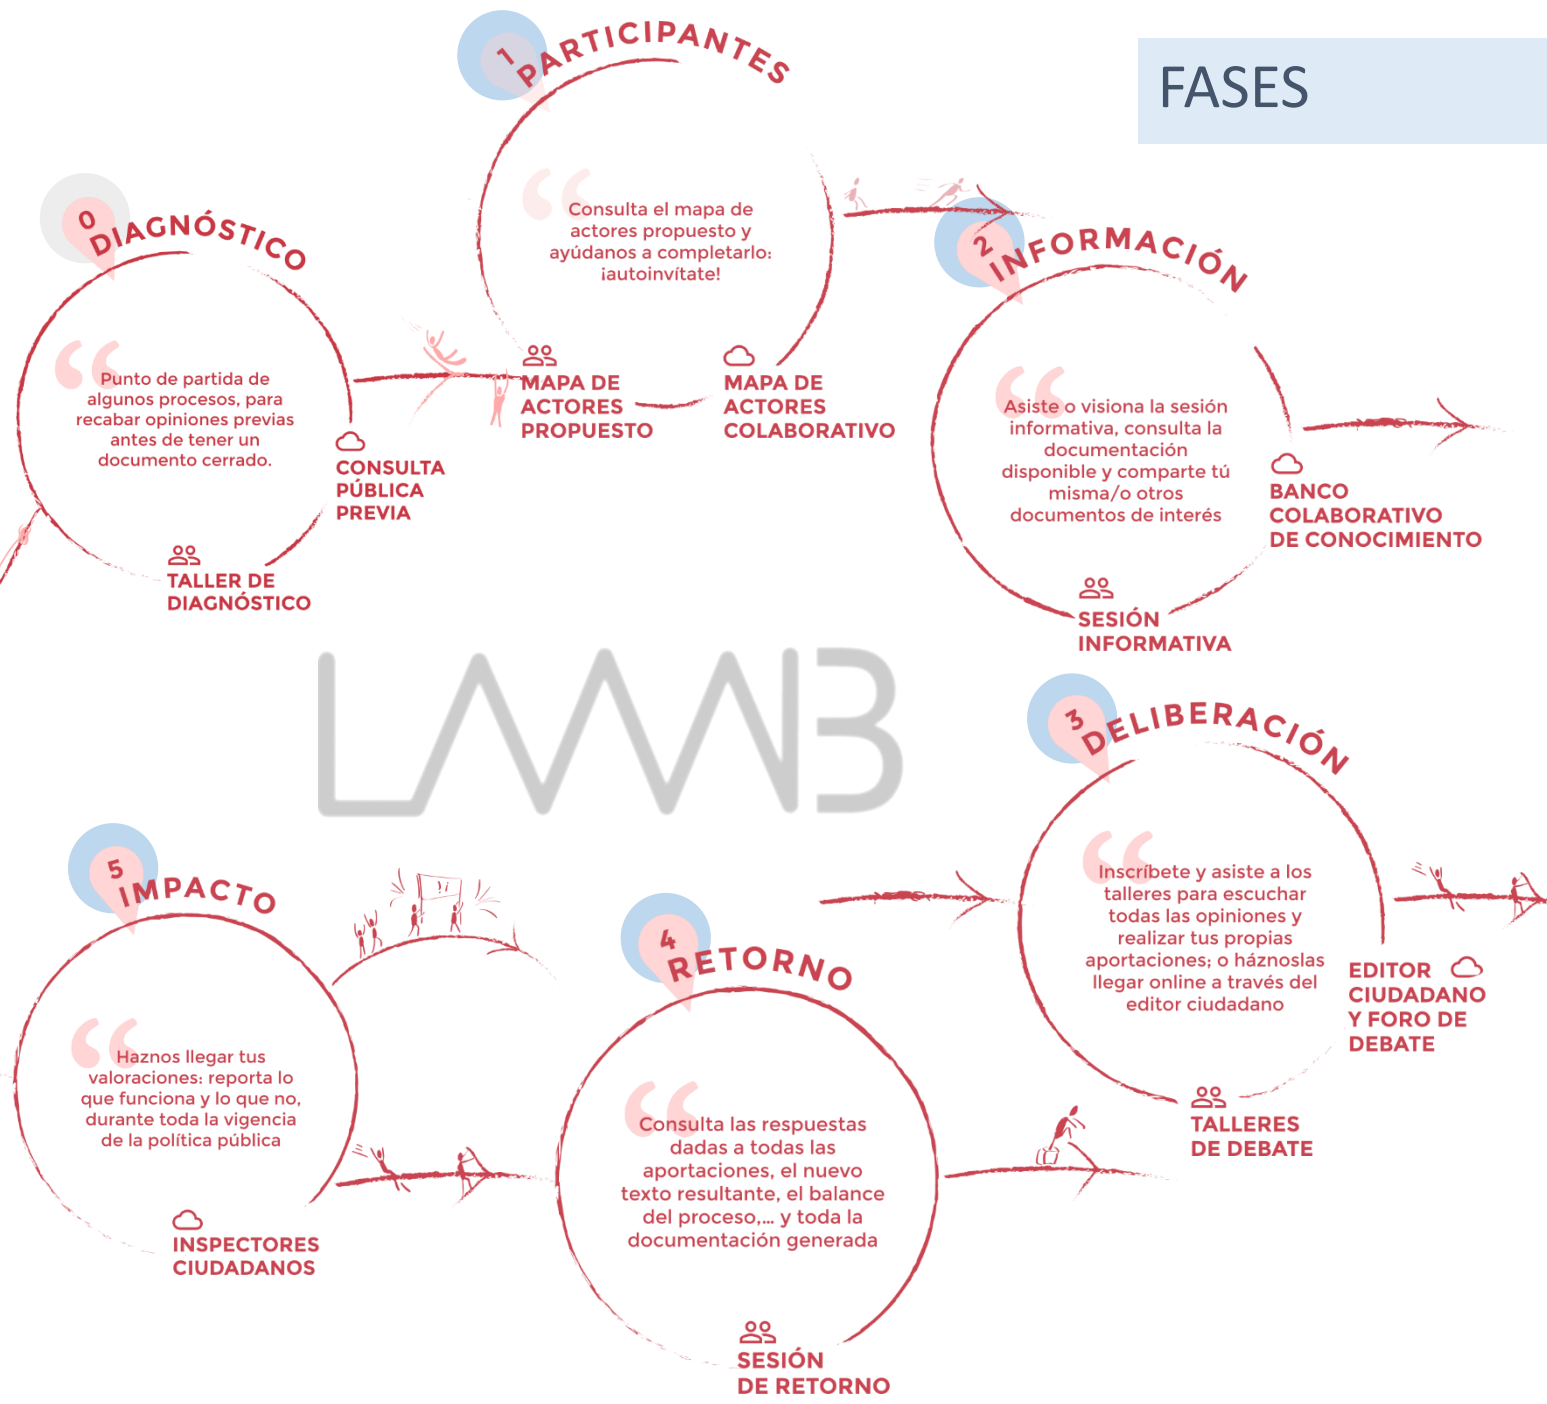 FASES
0
DIAGNÓSTICO
Punto de partida de
algunos procesos, para
recabar opiniones previas
antes de tener un
documento cerrado.
CONSULTA
PÚBLICA
PREVIA
TALLER DE
DIAGNÓSTICO
1
PARTICIPANTES
Consulta el mapa de
actores propuesto y
ayúdanos a completarlo:
¡autoinvítate!
MAPA DE
ACTORES
PROPUESTO
MAPA DE
ACTORES
COLABORATIVO
2
INFORMACIÓN
Asiste o visiona la sesión
informativa, consulta la
documentación
disponible y comparte tú
misma/o otros
documentos de interés
BANCO
COLABORATIVO
DE CONOCIMIENTO
SESIÓN
INFORMATIVA
LAAAB
3
DELIBERACIÓN
Inscríbete y asiste a los
talleres para escuchar
todas las opiniones y
realizar tus propias
aportaciones; o háznoslas
llegar online a través del
editor ciudadano
EDITOR
CIUDADANO
Y FORO DE
DEBATE
TALLERES
DE DEBATE
4
RETORNO
Consulta las respuestas
dadas a todas las
aportaciones, el nuevo
texto resultante, el balance
del proceso,... y toda la
documentación generada
SESIÓN
DE RETORNO
5
IMPACTO
Haznos llegar tus
valoraciones: reporta lo
que funciona y lo que no,
durante toda la vigencia
de la política pública
INSPECTORES
CIUDADANOS